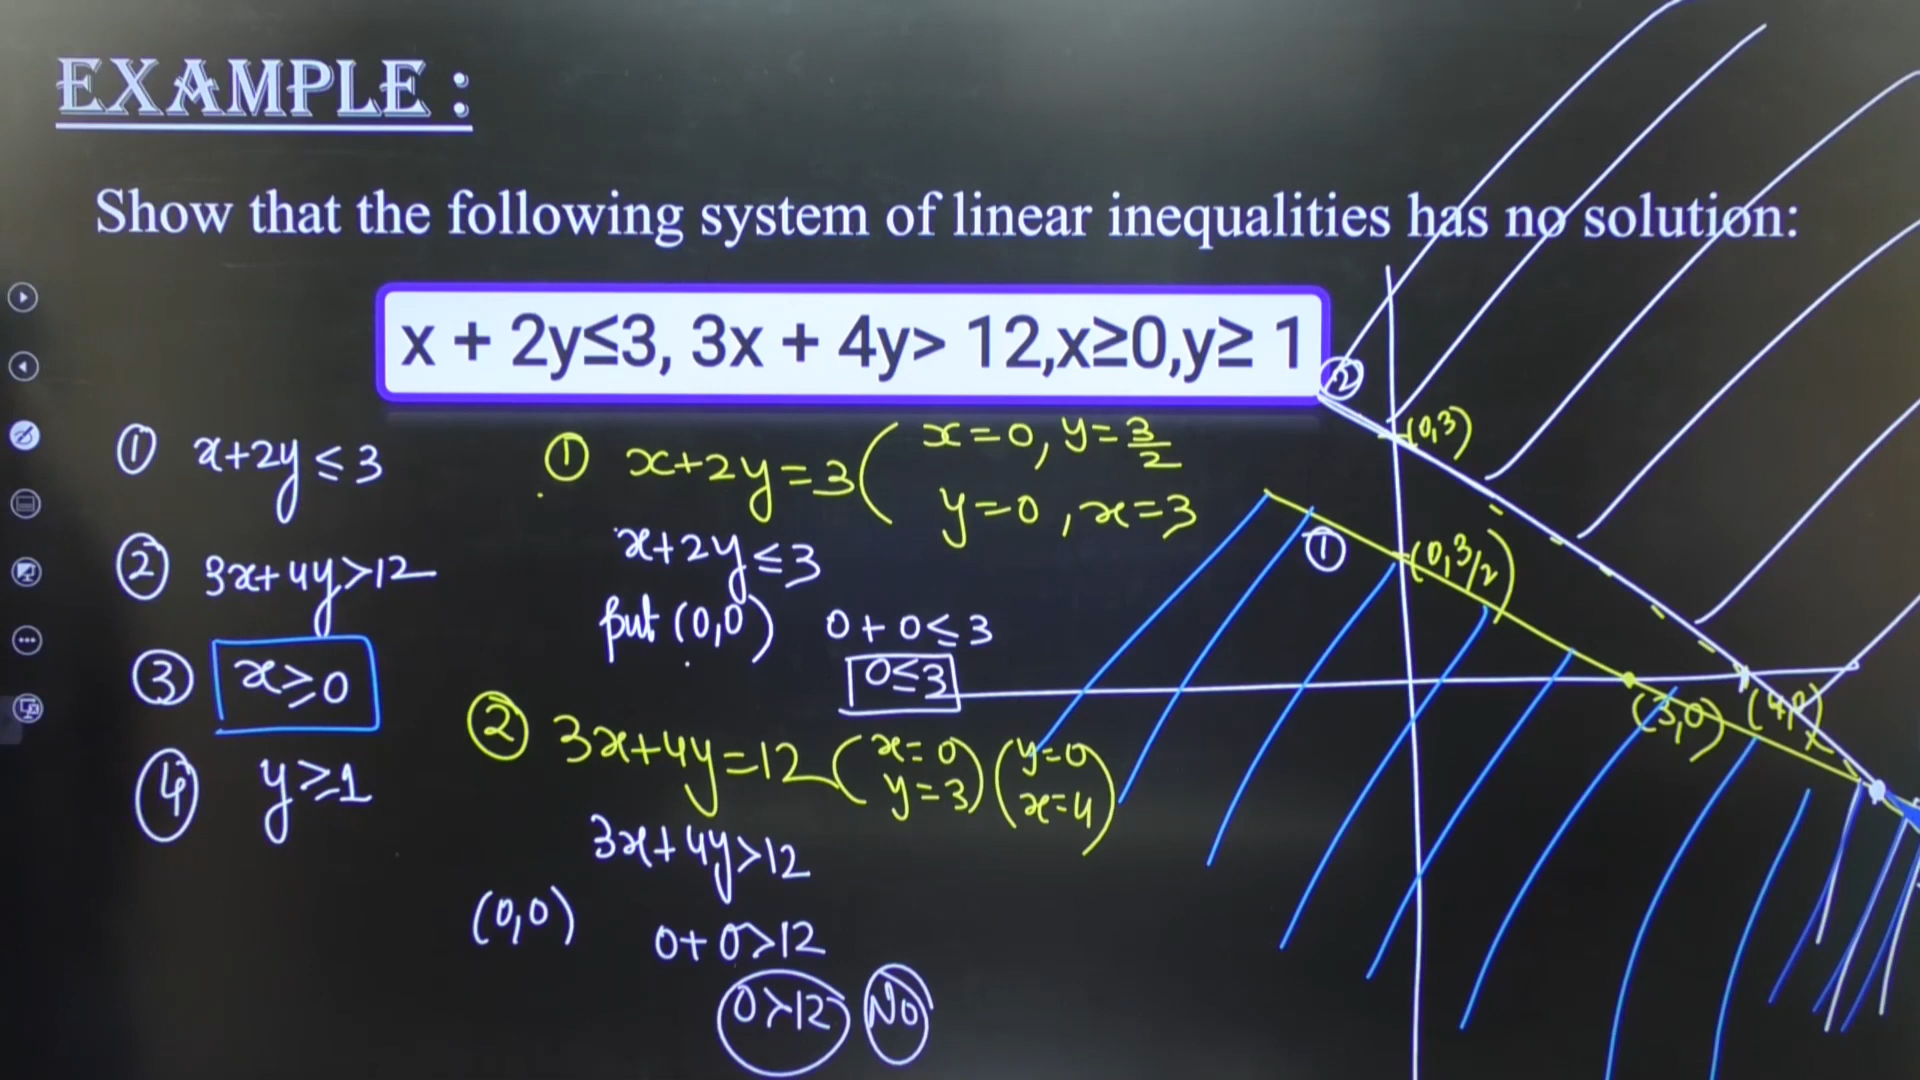 EXAMPLE :
Show that the following system of linear inequalities has no solution:
x + 2y≤3, 3x + 4y> 12,x≥0,y≥ 1
① x+2y≤3
② 3x+4y>12
③ x≥0
④ y≥1
① x+2y=3 ( x=0, y=3/2
y=0, x=3
x+2y≤3
put (0,0) 0+0≤3
0≤3
② 3x+4y=12 (x=0 y=3) (y=0 x=4)
3x+4y>12
(0,0) 0+0>12
0>12 No
②
(0,3)
①
(0,3/2)
(3,0) (4,0)